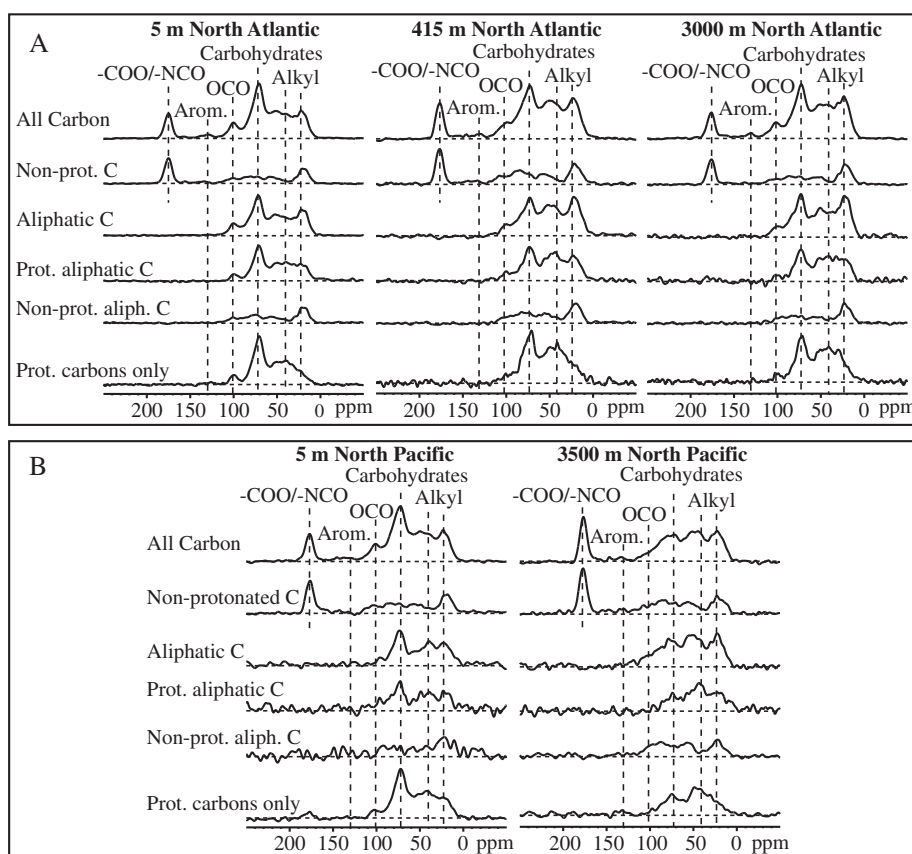 A
5 m North Atlantic
415 m North Atlantic
3000 m North Atlantic
Carbohydrates
Carbohydrates
Carbohydrates
-COO/-NCO
OCO
Alkyl
-COO/-NCO
OCO
Alkyl
-COO/-NCO
OCO
Alkyl
Arom.
Arom.
Arom.
All Carbon
Non-prot. C
Aliphatic C
Prot. aliphatic C
Non-prot. aliph. C
Prot. carbons only
200 150 100 50 0 ppm
200 150 100 50 0 ppm
200 150 100 50 0 ppm
B
5 m North Pacific
3500 m North Pacific
Carbohydrates
Carbohydrates
-COO/-NCO
Alkyl
-COO/-NCO
Alkyl
OCO
OCO
Arom.
Arom.
All Carbon
Non-protonated C
Aliphatic C
Prot. aliphatic C
Non-prot. aliph. C
Prot. carbons only
200 150 100 50 0 ppm
200 150 100 50 0 ppm